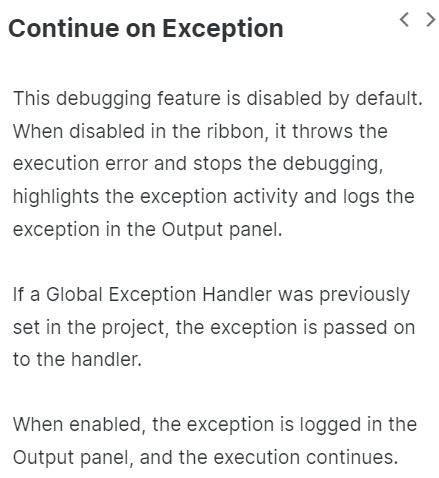 Continue on Exception
This debugging feature is disabled by default.
When disabled in the ribbon, it throws the
execution error and stops the debugging,
highlights the exception activity and logs the
exception in the Output panel.
If a Global Exception Handler was previously
set in the project, the exception is passed on
to the handler.
When enabled, the exception is logged in the
Output panel, and the execution continues.